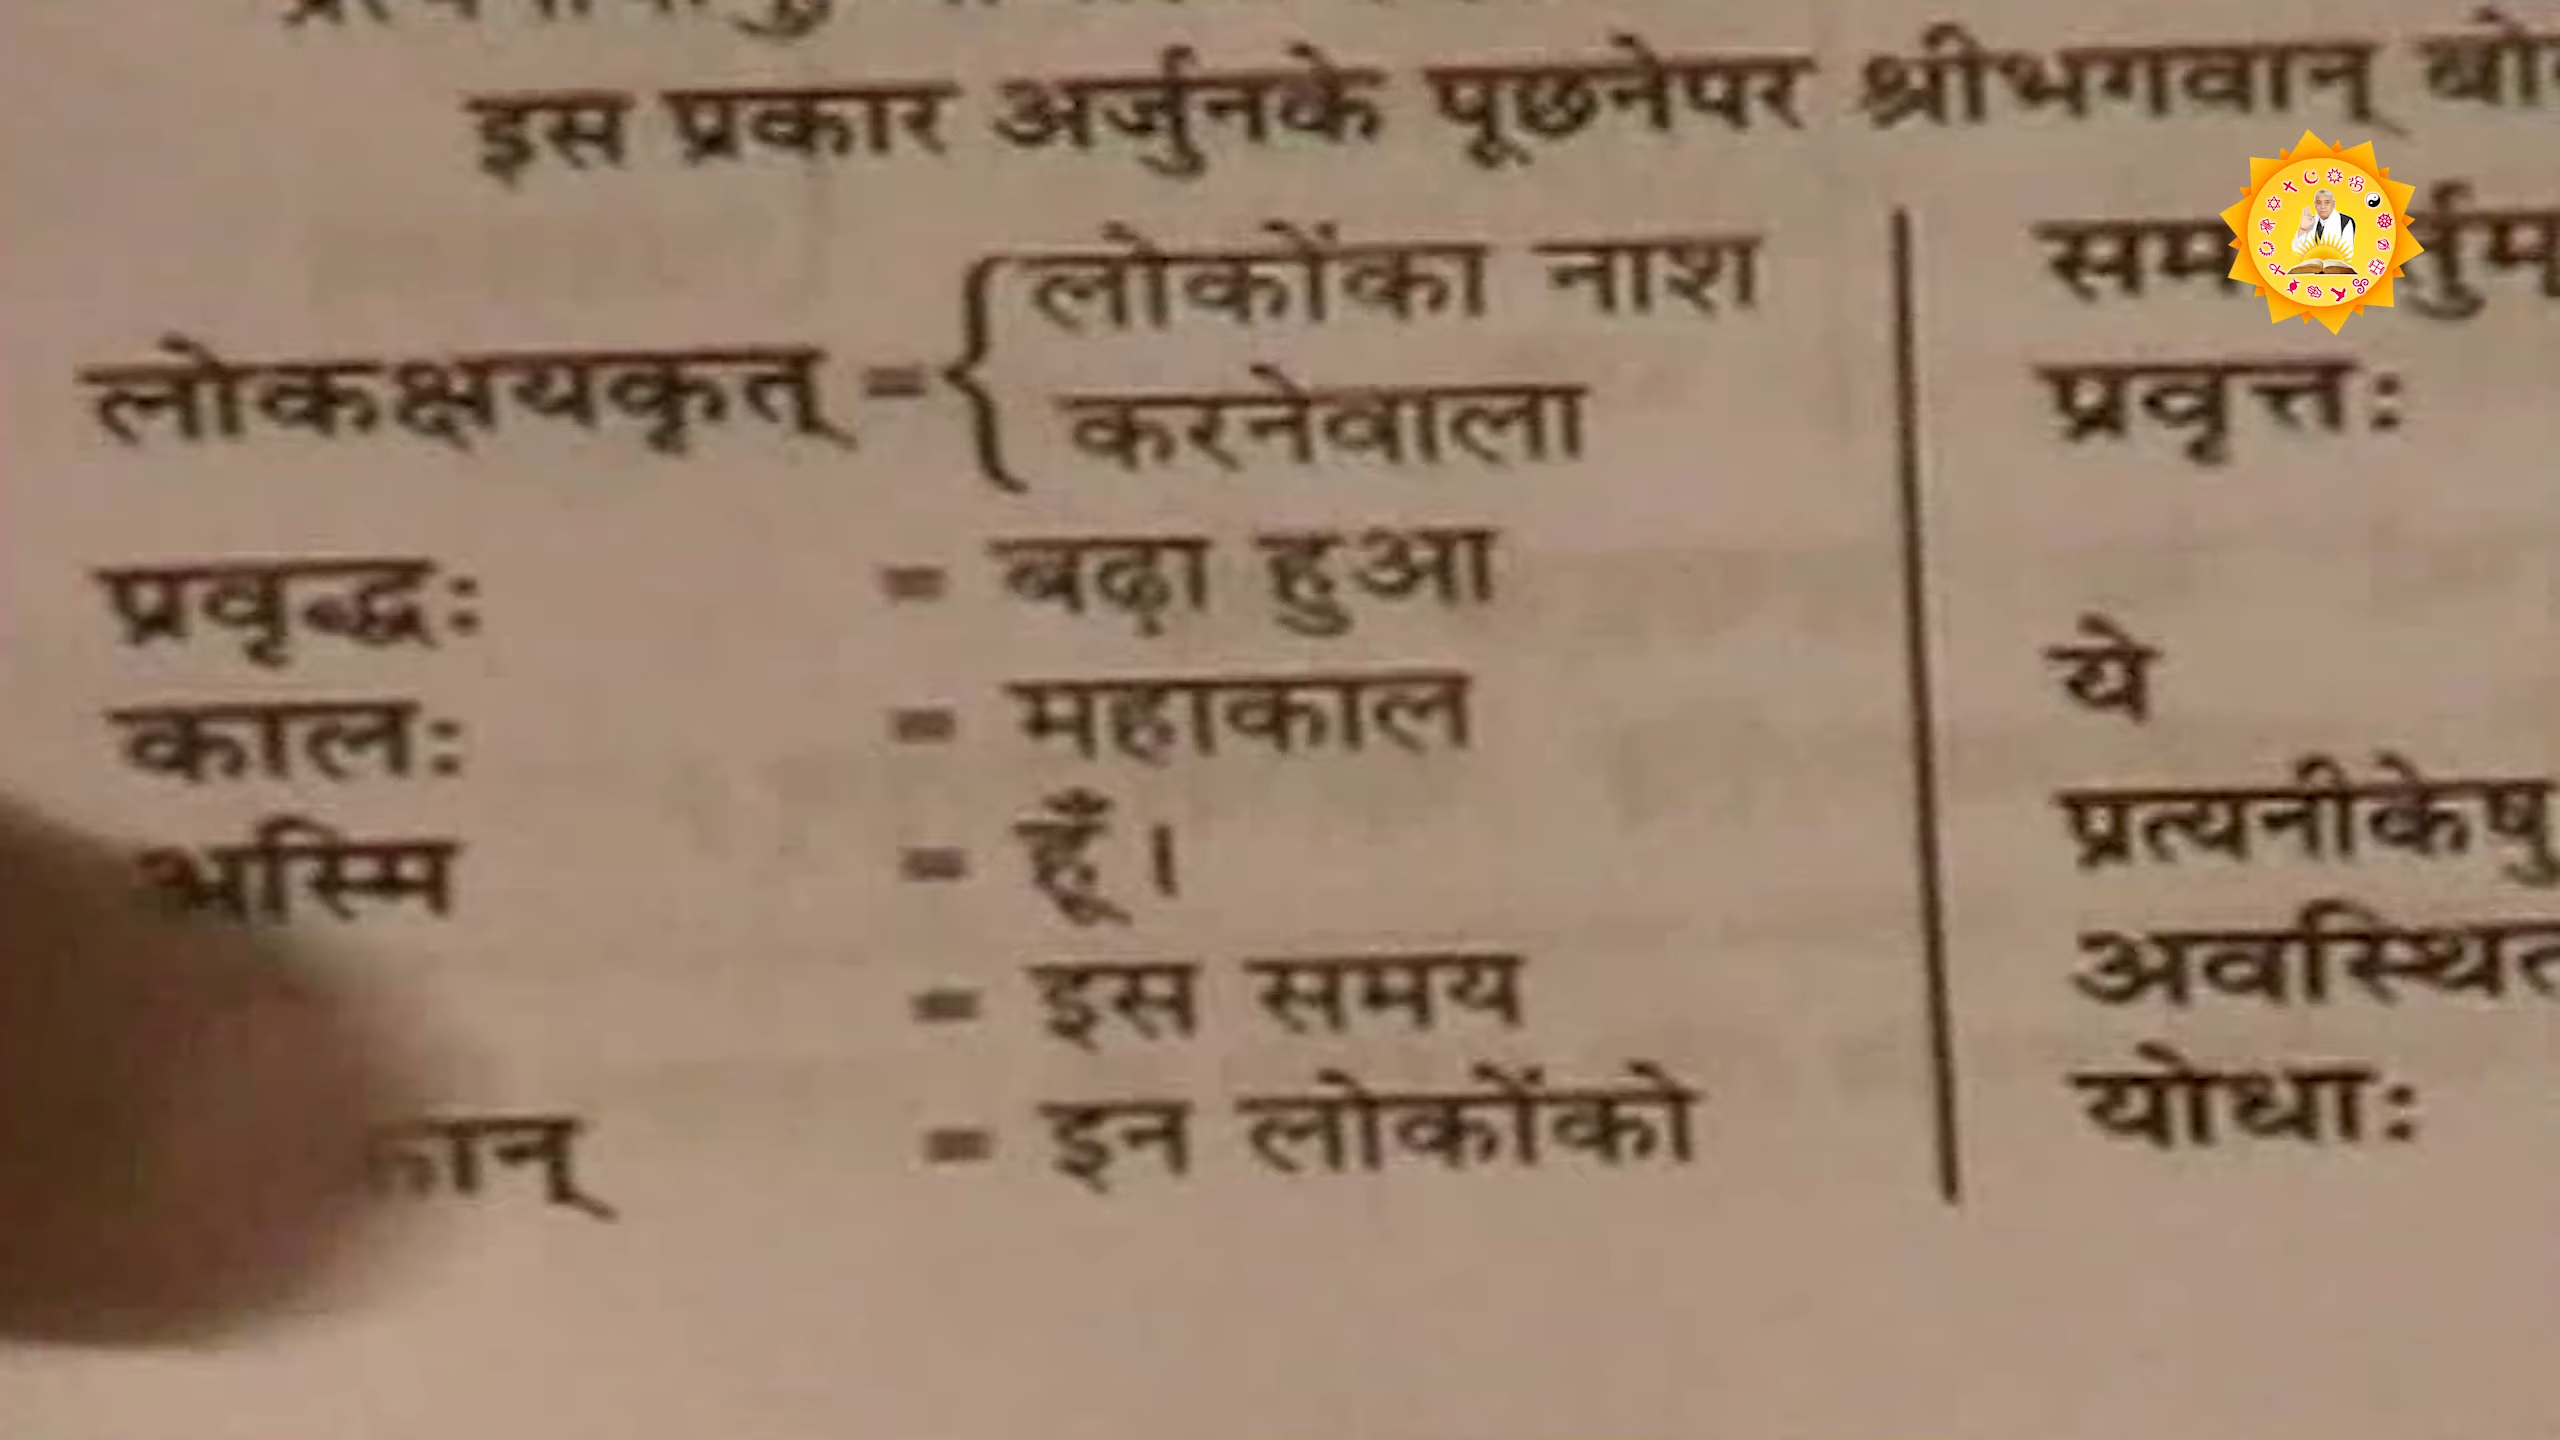 इस प्रकार अर्जुनके पूछनेपर श्रीभगवान्
लोकक्षयकृत् = { लोकोंका नाश
करनेवाला
प्रवृद्धः = बढ़ा हुआ
कालः = महाकाल
अस्मि = हूँ।
= इस समय
= इन लोकोंको
प्रवृत्तः
ये
प्रत्यनीकेषु
योधाः